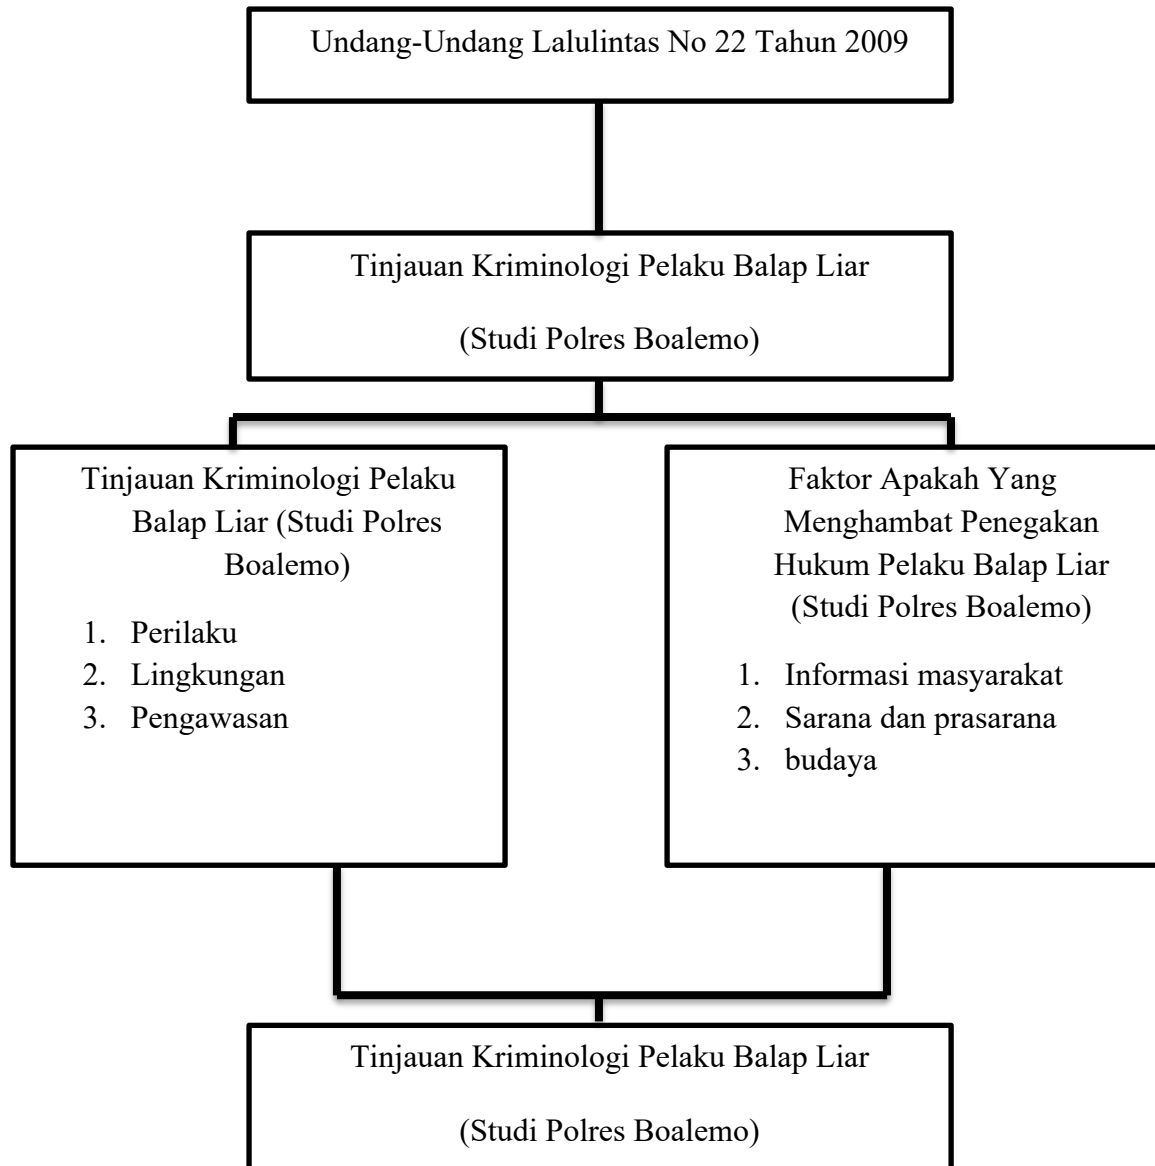 Undang-Undang Lalulintas No 22 Tahun 2009
Tinjauan Kriminologi Pelaku Balap Liar
(Studi Polres Boalemo)
Tinjauan Kriminologi Pelaku
Balap Liar (Studi Polres
Boalemo)
1. Perilaku
2. Lingkungan
3. Pengawasan
Faktor Apakah Yang
Menghambat Penegakan
Hukum Pelaku Balap Liar
(Studi Polres Boalemo)
1. Informasi masyarakat
2. Sarana dan prasarana
3. budaya
Tinjauan Kriminologi Pelaku Balap Liar
(Studi Polres Boalemo)